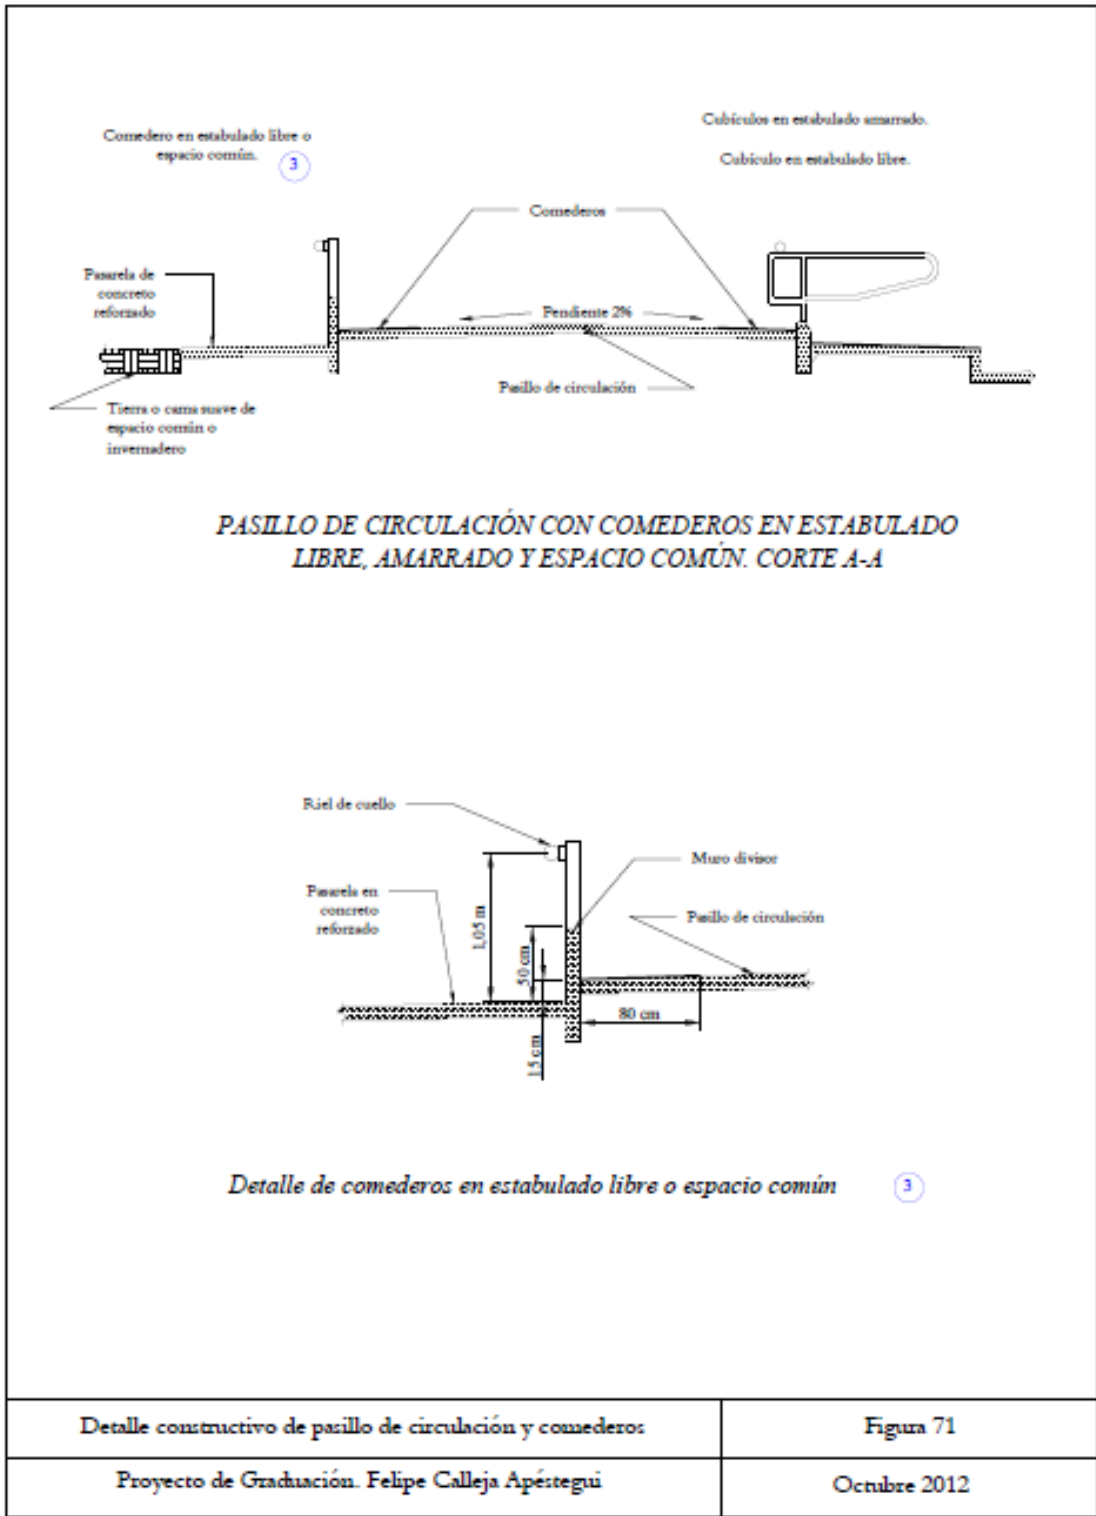 Comedero en estabulado libre o
espacio común.
3
Cubículos en estabulado amarrado.
Cubículo en estabulado libre.
Comederos
Pasarela de
concreto
reforzado
Pendiente 2%
Pasillo de circulación
Tierra o cama suave de
espacio común o
invernadero
PASILLO DE CIRCULACIÓN CON COMEDEROS EN ESTABULADO
LIBRE, AMARRADO Y ESPACIO COMÚN. CORTE A-A
Riel de cuello
Muro divisor
Pasarela en
concreto
reforzado
Pasillo de circulación
1,05 m
50 cm
80 cm
15 cm
Detalle de comederos en estabulado libre o espacio común
3
Detalle constructivo de pasillo de circulación y comederos
Figura 71
Proyecto de Graduación. Felipe Calleja Apéstegui
Octubre 2012